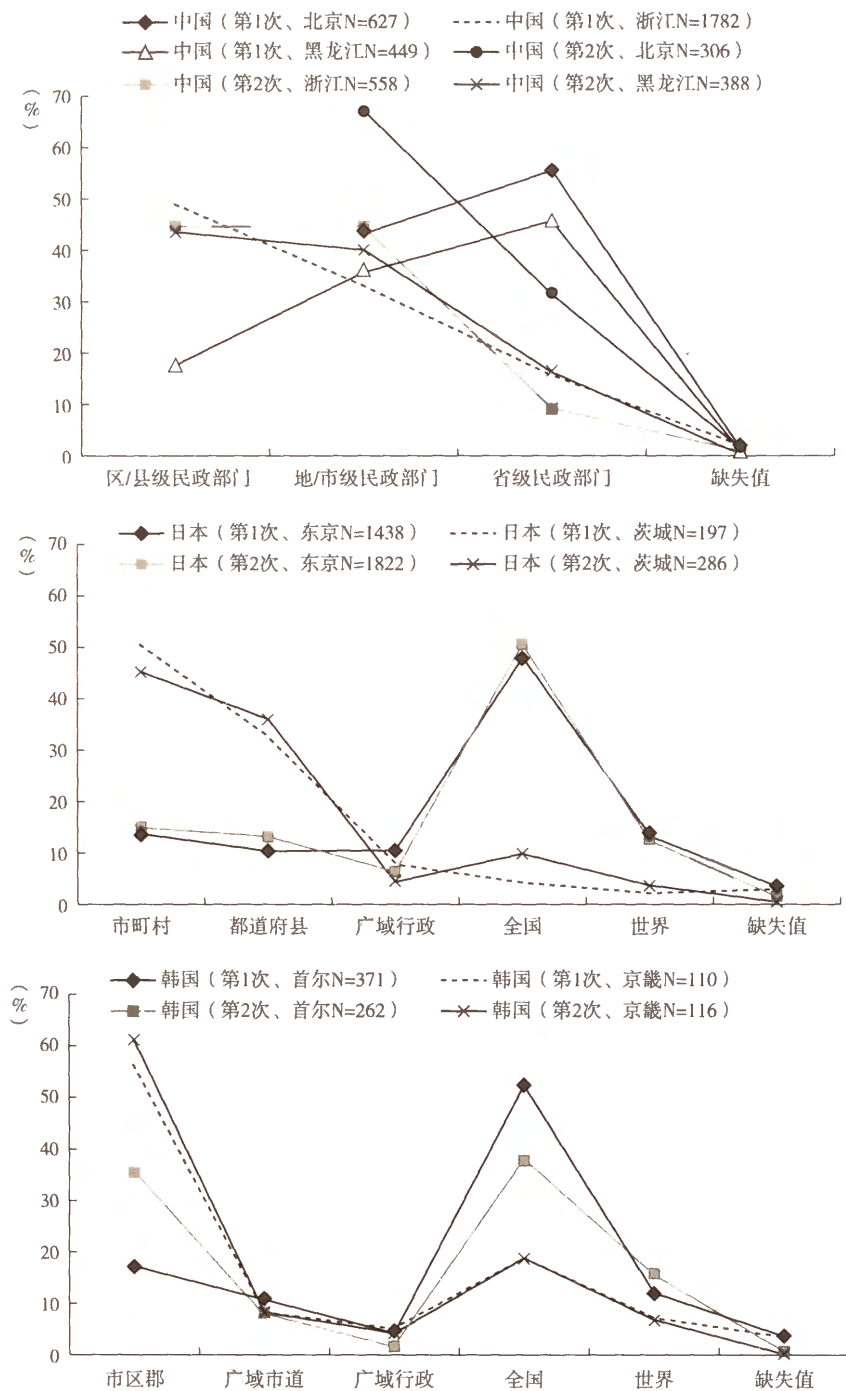 中国（第1次、北京N=627） 中国（第1次、浙江N=1782）
中国（第1次、黑龙江N=449） 中国（第2次、北京N=306）
中国（第2次、浙江N=558） 中国（第2次、黑龙江N=388）
（%）
70
60
50
40
30
20
10
0
区/县级民政部门 地/市级民政部门 省级民政部门 缺失值
日本（第1次、东京N=1438） 日本（第1次、茨城N=197）
日本（第2次、东京N=1822） 日本（第2次、茨城N=286）
（%）
70
60
50
40
30
20
10
0
市町村 都道府县 广域行政 全国 世界 缺失值
韩国（第1次、首尔N=371） 韩国（第1次、京畿N=110）
韩国（第2次、首尔N=262） 韩国（第2次、京畿N=116）
（%）
70
60
50
40
30
20
10
0
市区郡 广域市道 广域行政 全国 世界 缺失值